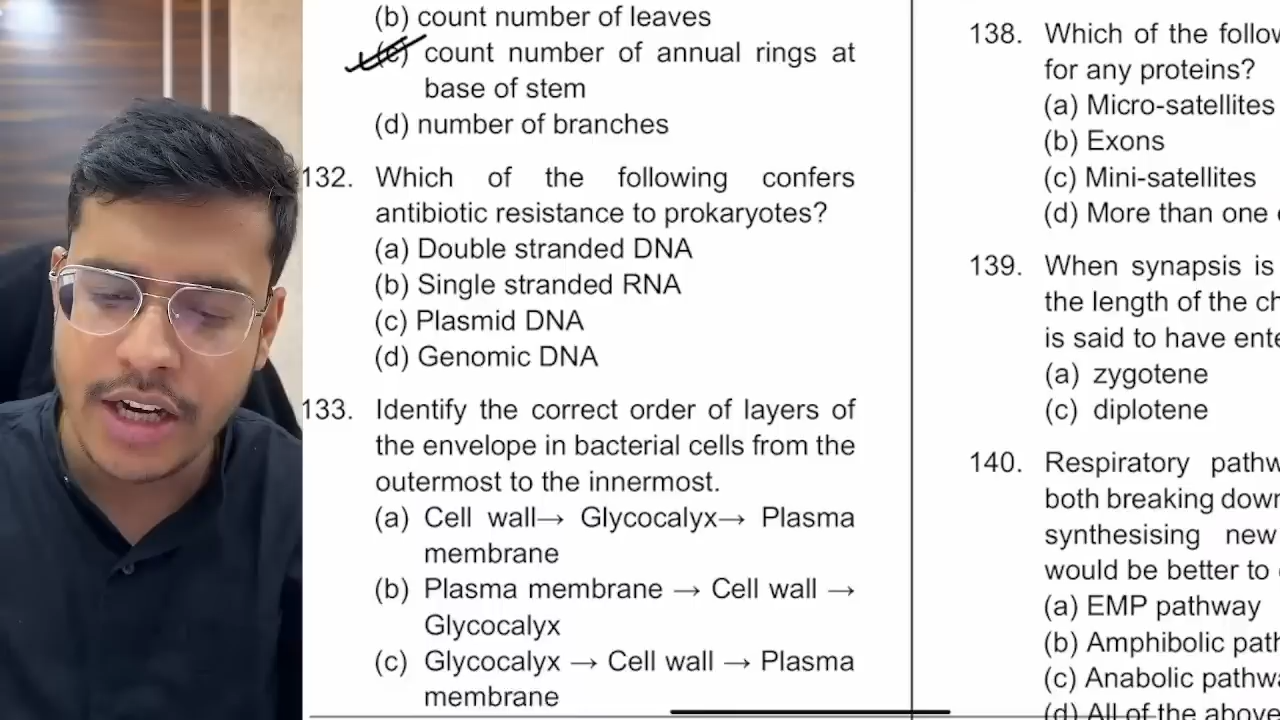 (b) count number of leaves
(c) count number of annual rings at
base of stem
(d) number of branches
132. Which of the following confers
antibiotic resistance to prokaryotes?
(a) Double stranded DNA
(b) Single stranded RNA
(c) Plasmid DNA
(d) Genomic DNA
133. Identify the correct order of layers of
the envelope in bacterial cells from the
outermost to the innermost.
(a) Cell wall→ Glycocalyx→ Plasma
membrane
(b) Plasma membrane → Cell wall →
Glycocalyx
(c) Glycocalyx → Cell wall → Plasma
membrane
138. Which of the follow
for any proteins?
(a) Micro-satellites
(b) Exons
(c) Mini-satellites
(d) More than one
139. When synapsis is
the length of the ch
is said to have ente
(a) zygotene
(c) diplotene
140. Respiratory pathw
both breaking down
synthesising new
would be better to
(a) EMP pathway
(b) Amphibolic path
(c) Anabolic pathwa
(d) All of the above